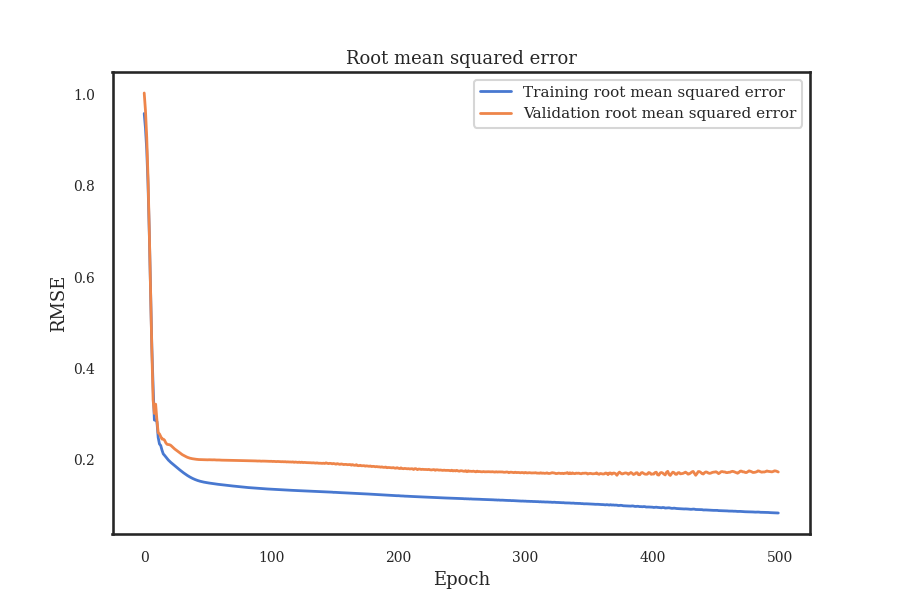 Root mean squared error
Training root mean squared error
Validation root mean squared error
RMSE
1.0
0.8
0.6
0.4
0.2
0
100
200
300
400
500
Epoch